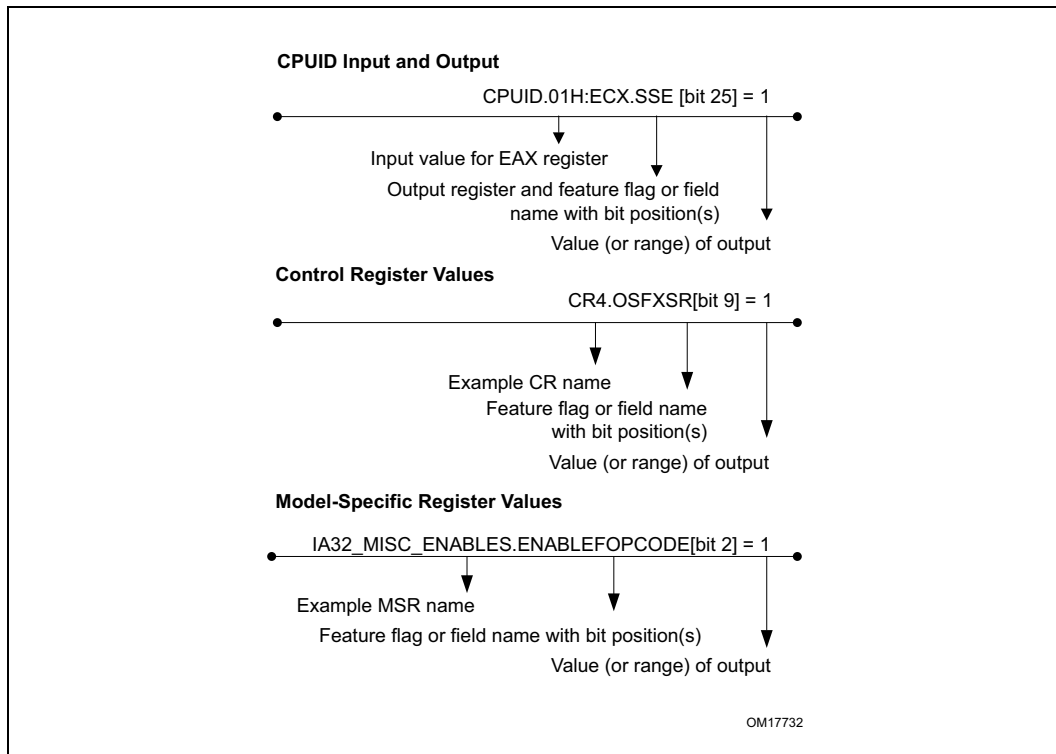 CPUID Input and Output
CPUID.01H:ECX.SSE [bit 25] = 1
Input value for EAX register
Output register and feature flag or field
name with bit position(s)
Value (or range) of output
Control Register Values
CR4.OSFXSR[bit 9] = 1
Example CR name
Feature flag or field name
with bit position(s)
Value (or range) of output
Model-Specific Register Values
IA32_MISC_ENABLES.ENABLEFOPCODE[bit 2] = 1
Example MSR name
Feature flag or field name with bit position(s)
Value (or range) of output
OM17732